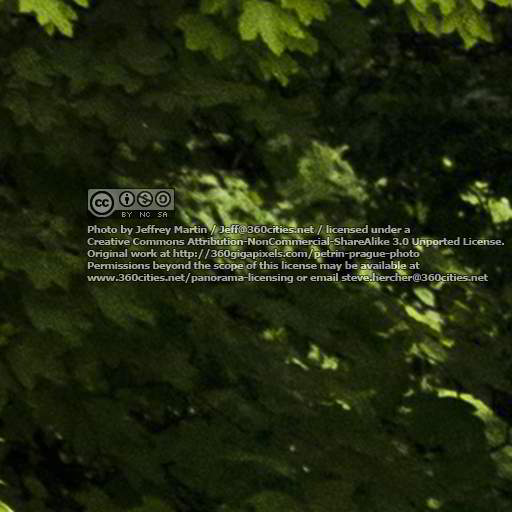 cc
BY NC SA
Photo by Jeffrey Martin / Jeff@360cities.net / licensed under a
Creative Commons Attribution-NonCommercial-ShareAlike 3.0 Unported License.
Original work at http://360gigapixels.com/petrin-prague-photo
Permissions beyond the scope of this license may be available at
www.360cities.net/panorama-licensing or email steve.hercher@360cities.net